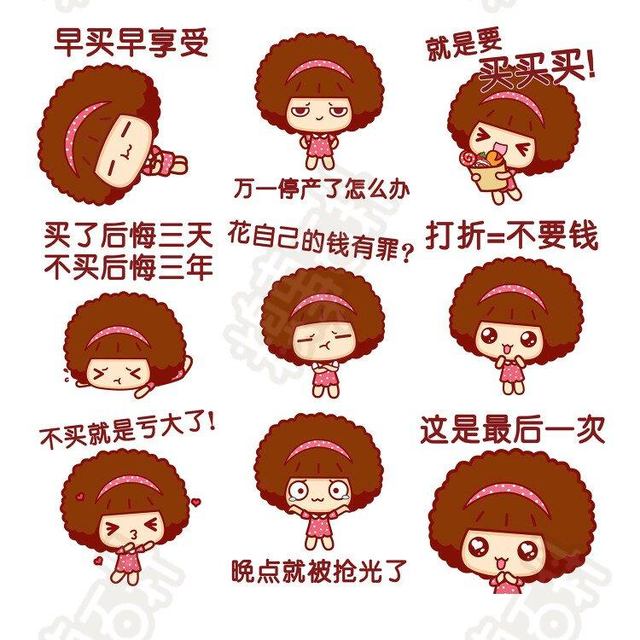 早买早享受
万一停产了怎么办
就是要
买买买!
买了后悔三天
不买后悔三年
花自己的钱有罪?
打折=不要钱
不买就是亏大了!
晚点就被抢光了
这是最后一次